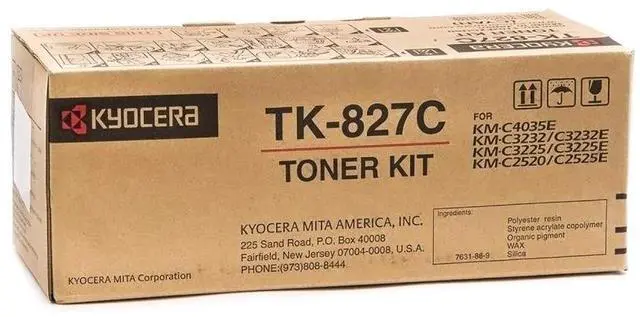 TK-827C
KYOCERA
TK-827C
TONER KIT
FOR
KM-C4035E
KM-C3232/C3232E
KM-C3225/C3225E
KM-C2520/C2525E
KYOCERA MITA AMERICA, INC.
225 Sand Road, P.O. Box 40008
Fairfield, New Jersey 07004-0008, U.S.A.
PHONE:(973)808-8444
Ingredients:
Polyester resin
Styrene acrylate copolymer
Organic pigment
WAX
7631-86-9 Silica
KYOCERA MITA Corporation